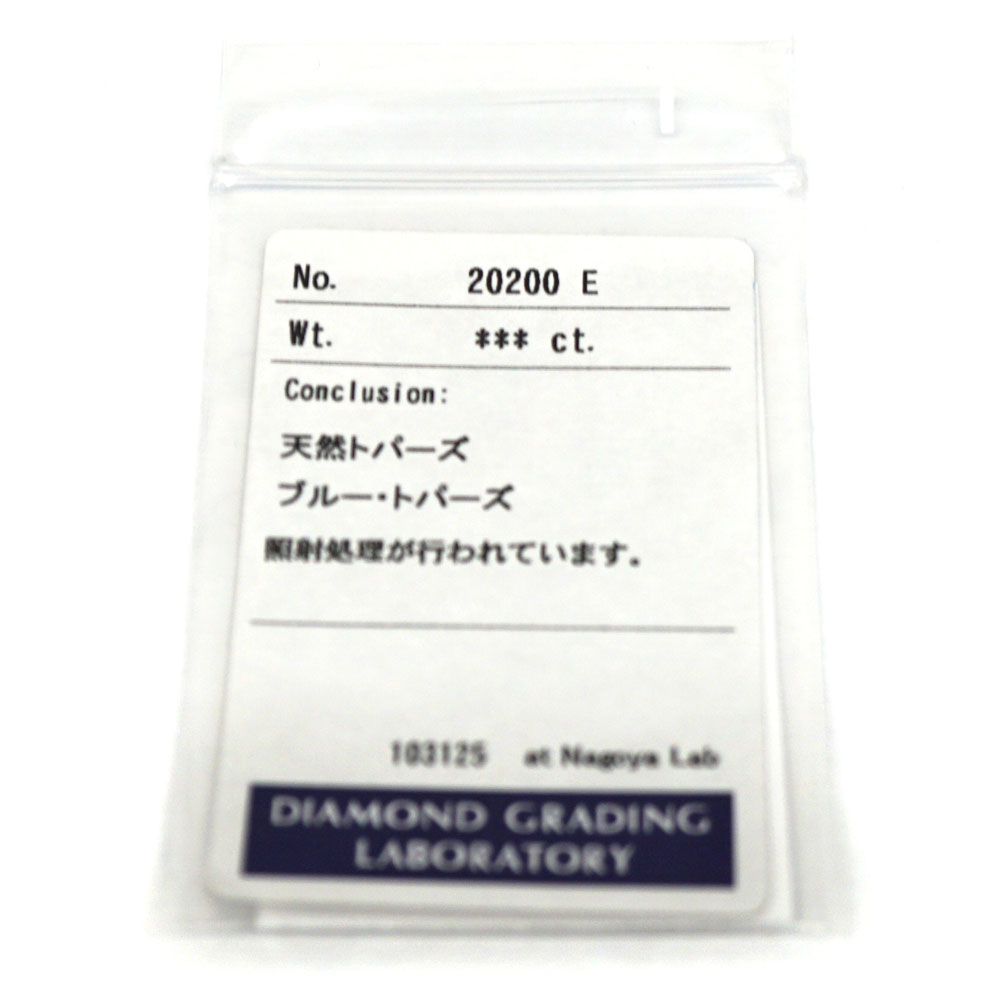 No. 20200 E
Wt. *** ct.
Conclusion:
天然トパーズ
ブルー・トパーズ
照射処理が行われています。
103125 at Nagoya Lab
DIAMOND GRADING
LABORATORY